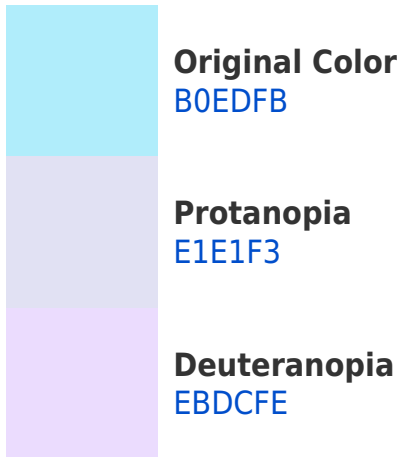 Original Color
B0EDFB
Protanopia
E1E1F3
Deuteranopia
EBDCFE